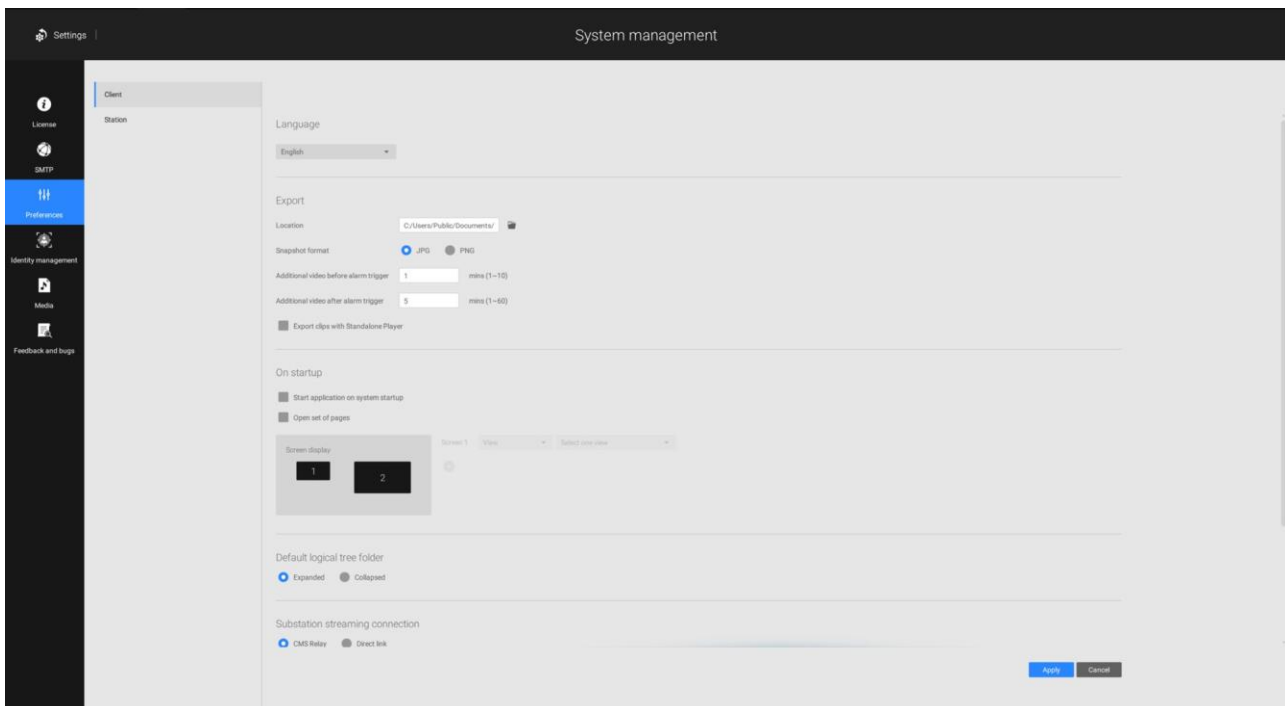 Settings
System management
License
SMTP
Preferences
Identity management
Media
Feedback and bugs
Client
Station
Language
English
Export
Location C:/Users/Public/Documents/
Snapshot format JPG PNG
Additional video before alarm trigger 1 mins (1~10)
Additional video after alarm trigger 5 mins (1~60)
Export clips with Standalone Player
On startup
Start application on system startup
Open set of pages
Screen display
1
2
Screen 1 View Select one view
Default logical tree folder
Expanded Collapsed
Substation streaming connection
CMS Relay Direct link
Apply Cancel